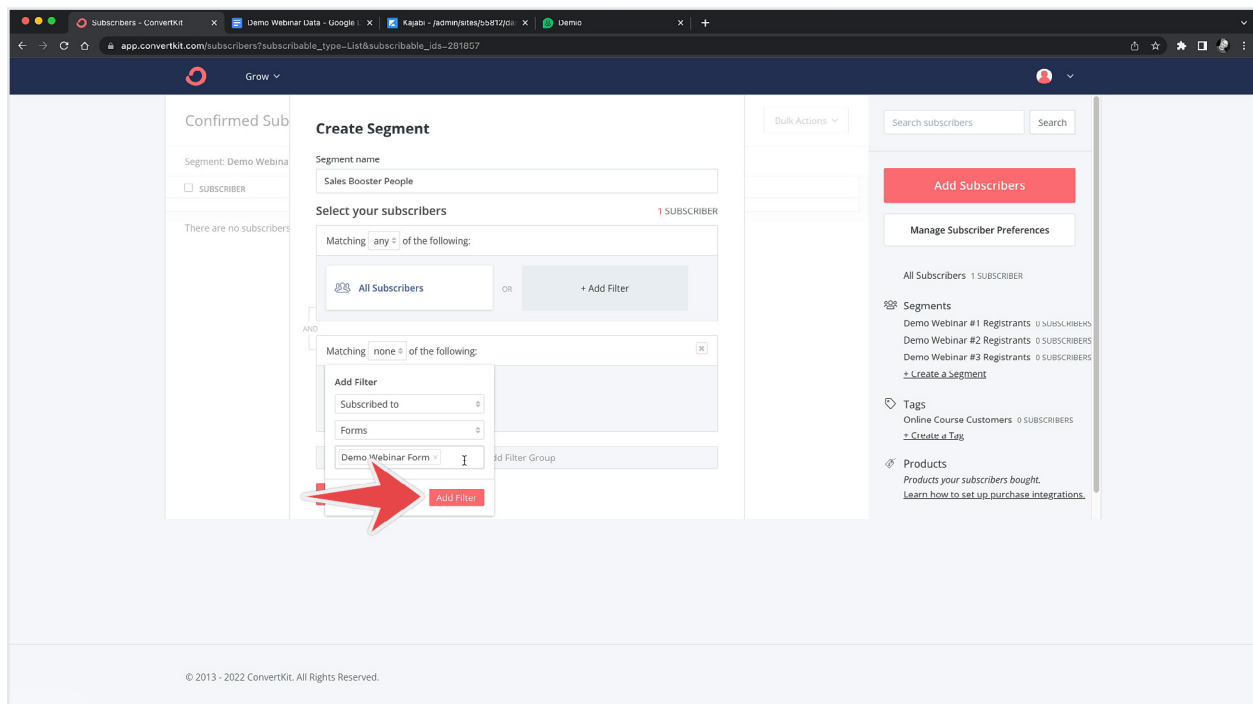 Subscribers - ConvertKit
Demo Webinar Data - Google
Kajabi - /admin/sites/55812/da
Demio
app.convertkit.com/subscribers?subscribable_type=List&subscribable_ids=281857
Grow
Confirmed Sub
Bulk Actions
Create Segment
Search subscribers
Search
Segment: Demo Webina
Segment name
SUBSCRIBER
Sales Booster People
Add Subscribers
Select your subscribers
1 SUBSCRIBER
There are no subscribers
Manage Subscriber Preferences
Matching any of the following:
All Subscribers 1 SUBSCRIBER
All Subscribers
OR
+ Add Filter
Segments
Demo Webinar #1 Registrants 0 SUBSCRIBERS
AND
Demo Webinar #2 Registrants 0 SUBSCRIBERS
Matching none of the following:
Demo Webinar #3 Registrants 0 SUBSCRIBERS
+ Create a Segment
Add Filter
Subscribed to
Tags
Online Course Customers 0 SUBSCRIBERS
Forms
+ Create a Tag
Demo Webinar Form ×
dd Filter Group
Products
Products your subscribers bought.
Learn how to set up purchase integrations.
Add Filter
© 2013 - 2022 ConvertKit. All Rights Reserved.